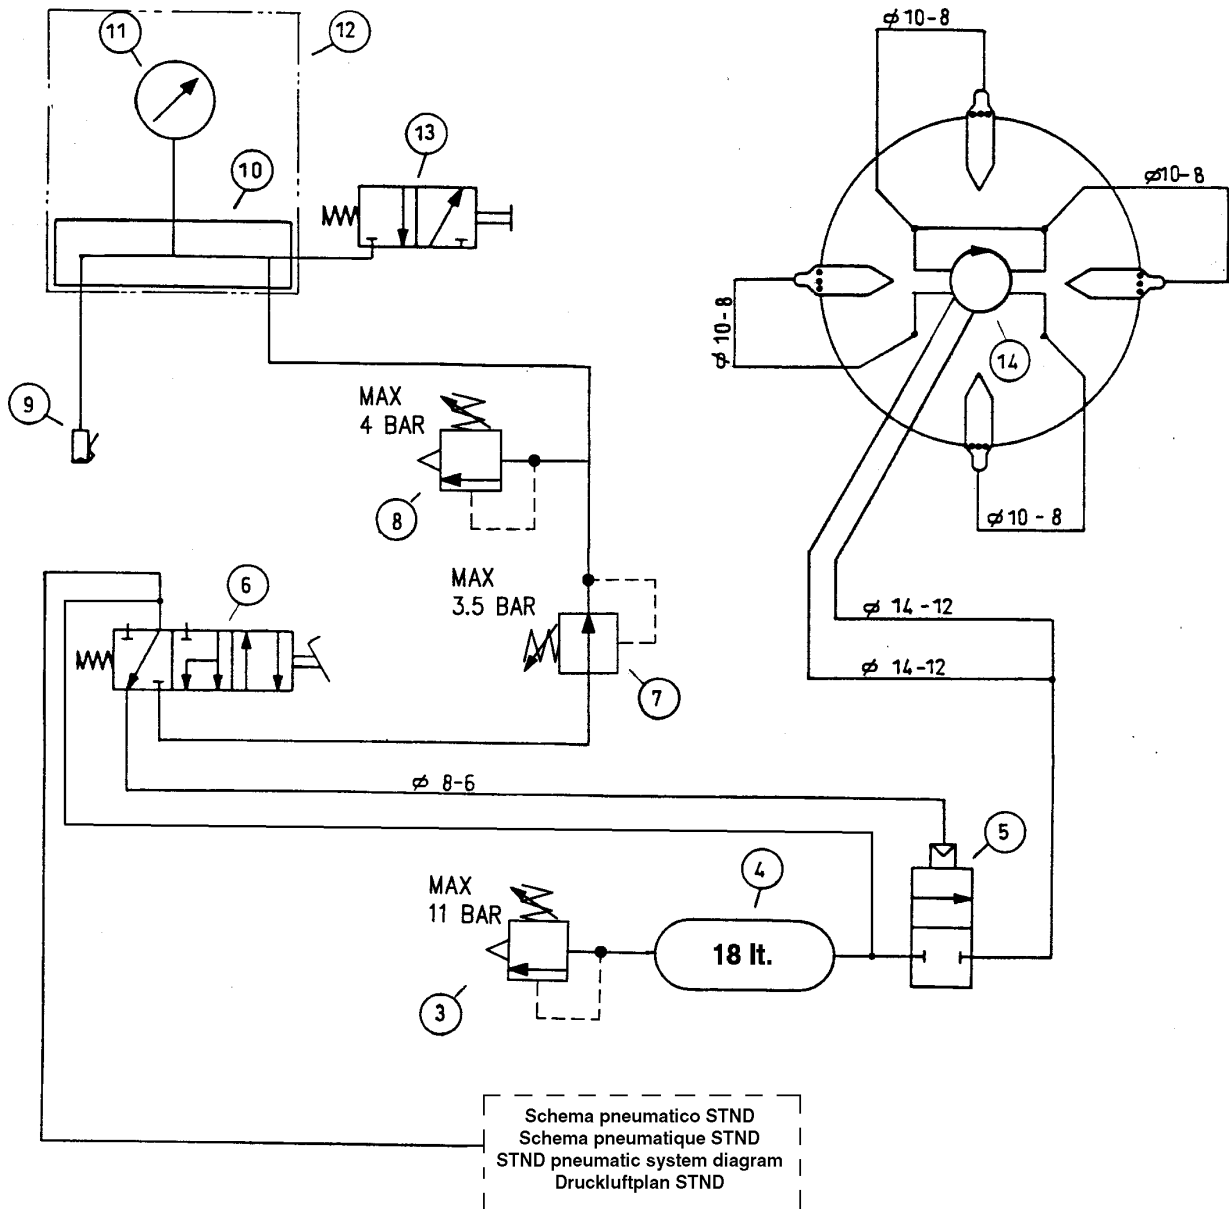 11
12
ø 10-8
13
10
ø10-8
ø 10-8
14
9
MAX
4 BAR
8
ø 10-8
6
MAX
3.5 BAR
ø 14-12
ø 14-12
7
ø 8-6
5
4
MAX
11 BAR
18 lt.
3
Schema pneumatico STND
Schema pneumatique STND
STND pneumatic system diagram
Druckluftplan STND